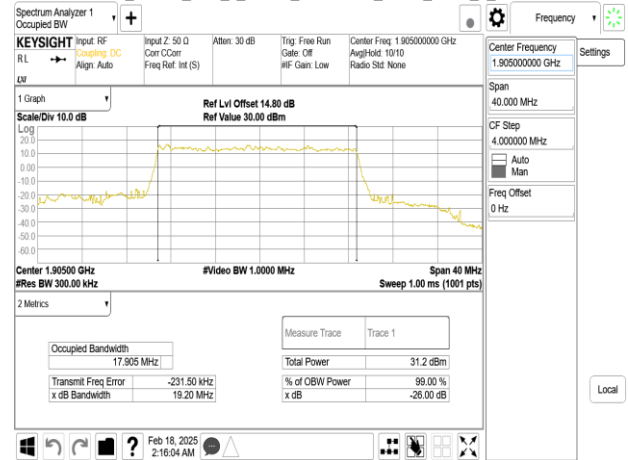 Spectrum Analyzer 1
Occupied BW
Frequency
KEYSIGHT Input: RF Input Z: 50 Ω Atten: 30 dB Trig: Free Run Center Freq: 1.905000000 GHz
RL Coupling: DC Corr CCorr Gate: Off Avg|Hold: 10/10
Align: Auto Freq Ref: Int (S) #IF Gain: Low Radio Std: None
LXI
Center Frequency
1.905000000 GHz
Settings
Span
40.000 MHz
CF Step
4.000000 MHz
Auto
Man
Freq Offset
0 Hz
Local
1 Graph
Ref Lvl Offset 14.80 dB
Scale/Div 10.0 dB Ref Value 30.00 dBm
Log
20.0
10.0
0.00
-10.0
-20.0
-30.0
-40.0
-50.0
-60.0
Center 1.90500 GHz #Video BW 1.0000 MHz Span 40 MHz
#Res BW 300.00 kHz Sweep 1.00 ms (1001 pts)
2 Metrics
Measure Trace Trace 1
Occupied Bandwidth
17.905 MHz Total Power 31.2 dBm
Transmit Freq Error -231.50 kHz % of OBW Power 99.00 %
x dB Bandwidth 19.20 MHz x dB -26.00 dB
? Feb 18, 2025
2:16:04 AM